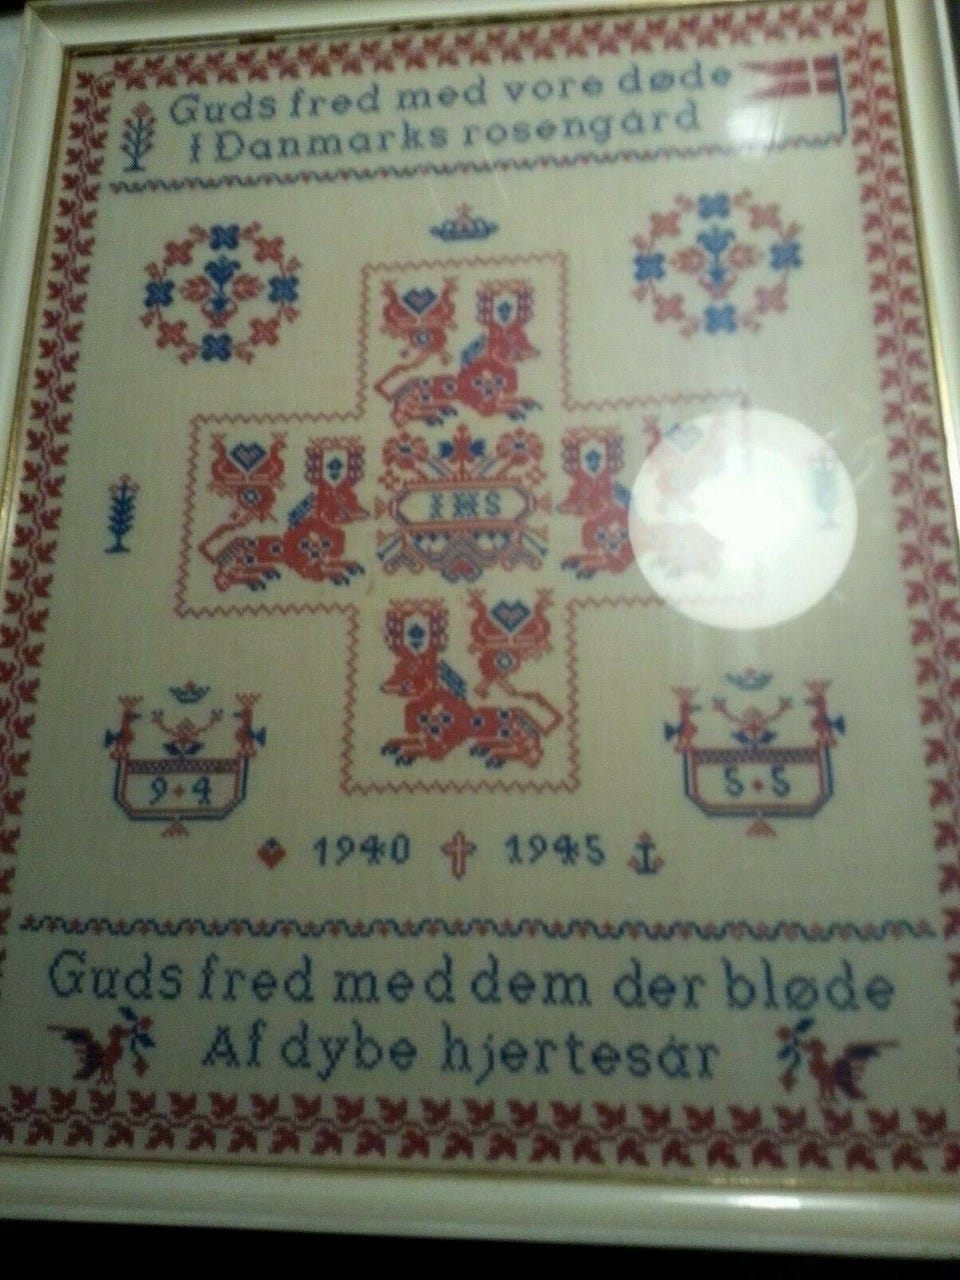 Guds fred med vore døde
i Danmarks rosengård
IHS
9 + 4
5 + 5
1940 1945
Guds fred med dem der bløde
Af dybe hjertesår